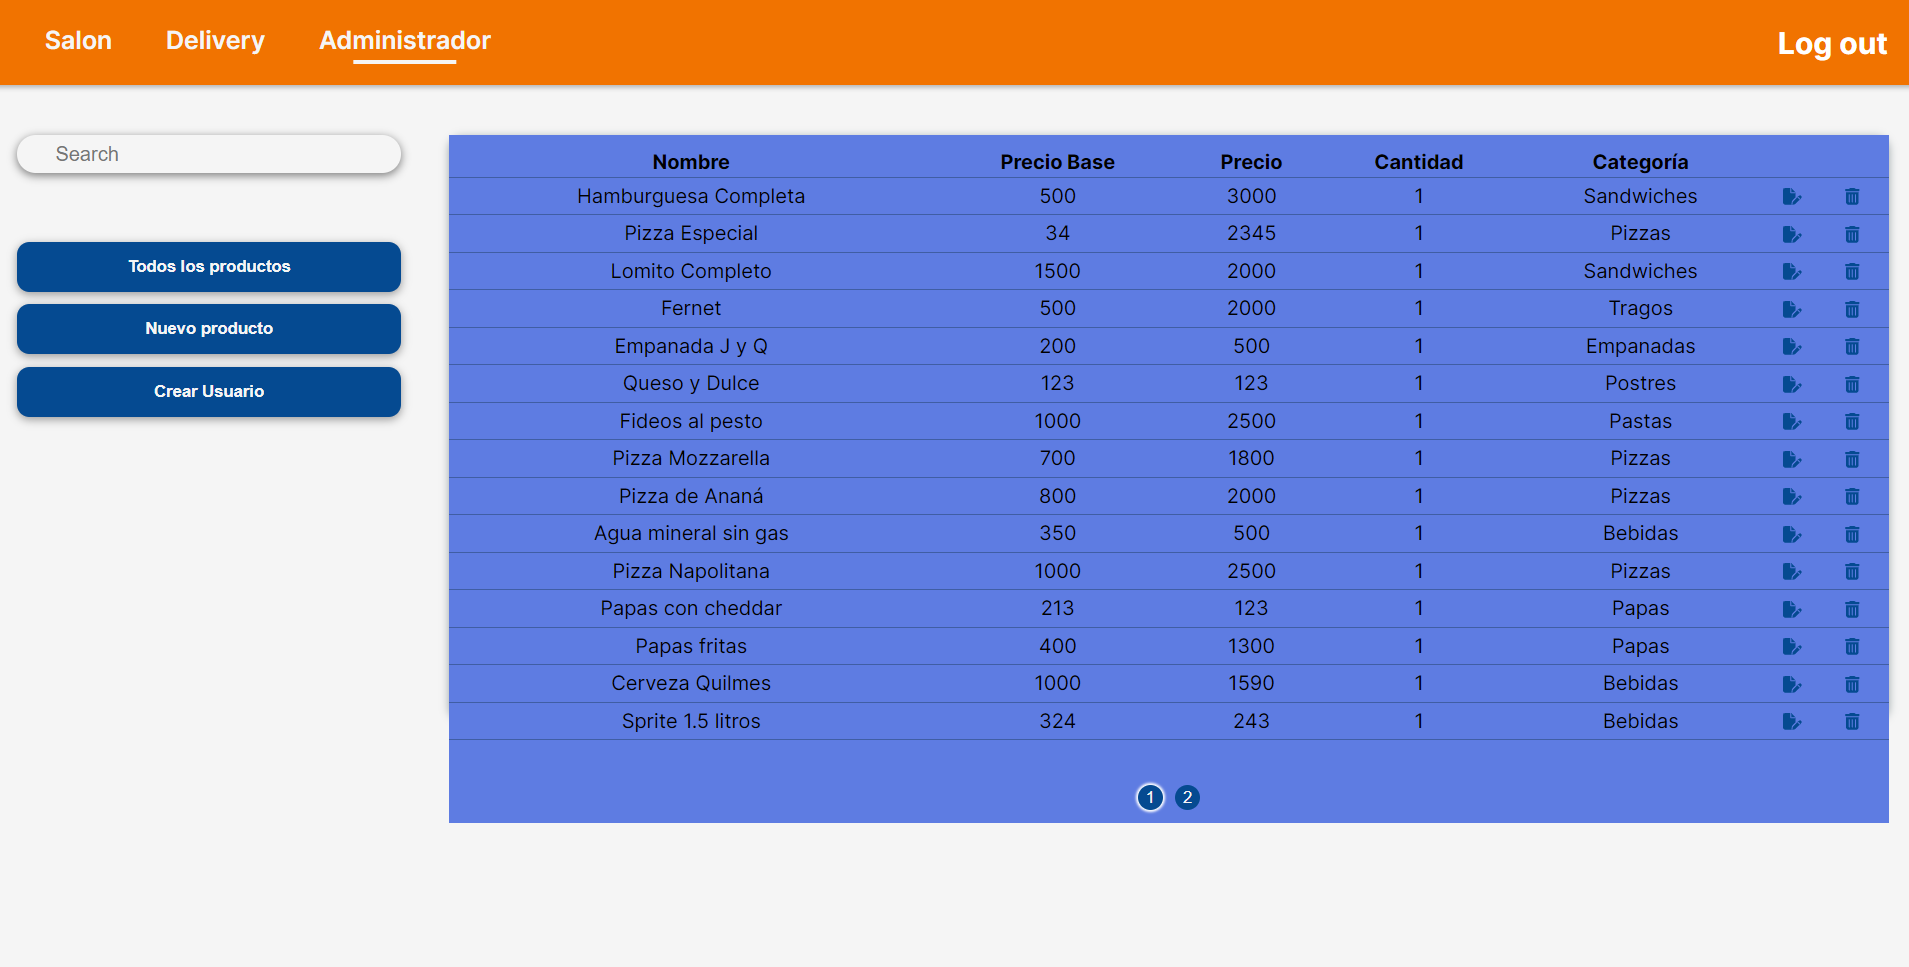 Salon Delivery Administrador Log out
Search
Todos los productos
Nuevo producto
Crear Usuario
Nombre Precio Base Precio Cantidad Categoría
Hamburguesa Completa 500 3000 1 Sandwiches
Pizza Especial 34 2345 1 Pizzas
Lomito Completo 1500 2000 1 Sandwiches
Fernet 500 2000 1 Tragos
Empanada J y Q 200 500 1 Empanadas
Queso y Dulce 123 123 1 Postres
Fideos al pesto 1000 2500 1 Pastas
Pizza Mozzarella 700 1800 1 Pizzas
Pizza de Ananá 800 2000 1 Pizzas
Agua mineral sin gas 350 500 1 Bebidas
Pizza Napolitana 1000 2500 1 Pizzas
Papas con cheddar 213 123 1 Papas
Papas fritas 400 1300 1 Papas
Cerveza Quilmes 1000 1590 1 Bebidas
Sprite 1.5 litros 324 243 1 Bebidas
1 2